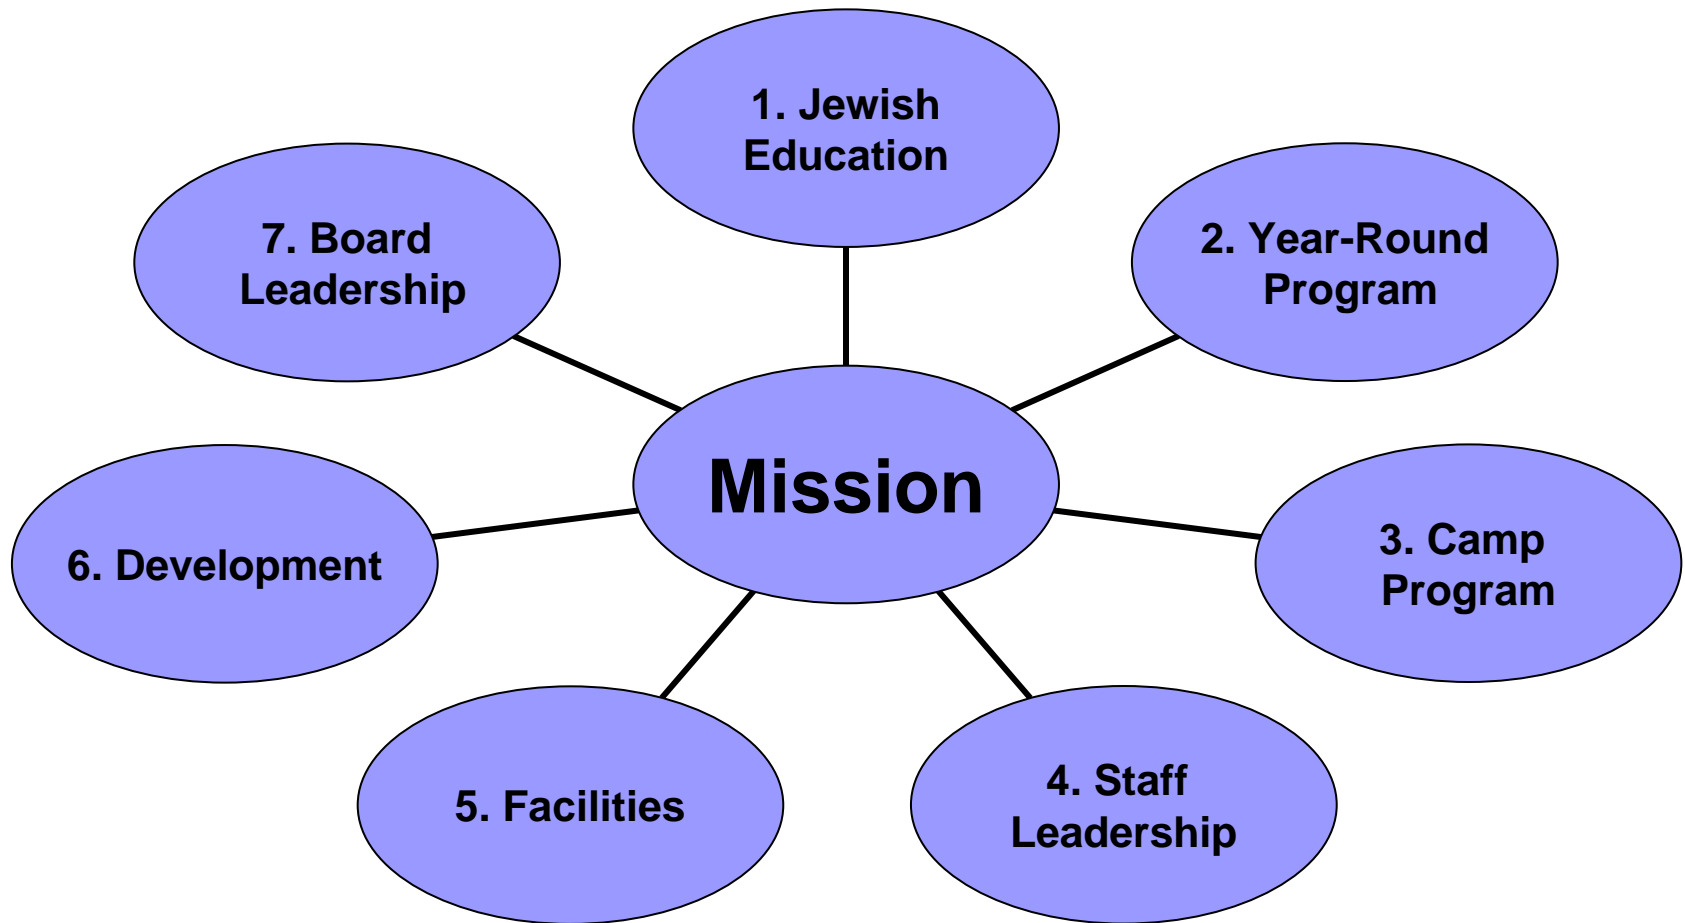 1. Jewish
Education
2. Year-Round
Program
3. Camp
Program
4. Staff
Leadership
5. Facilities
6. Development
7. Board
Leadership
Mission